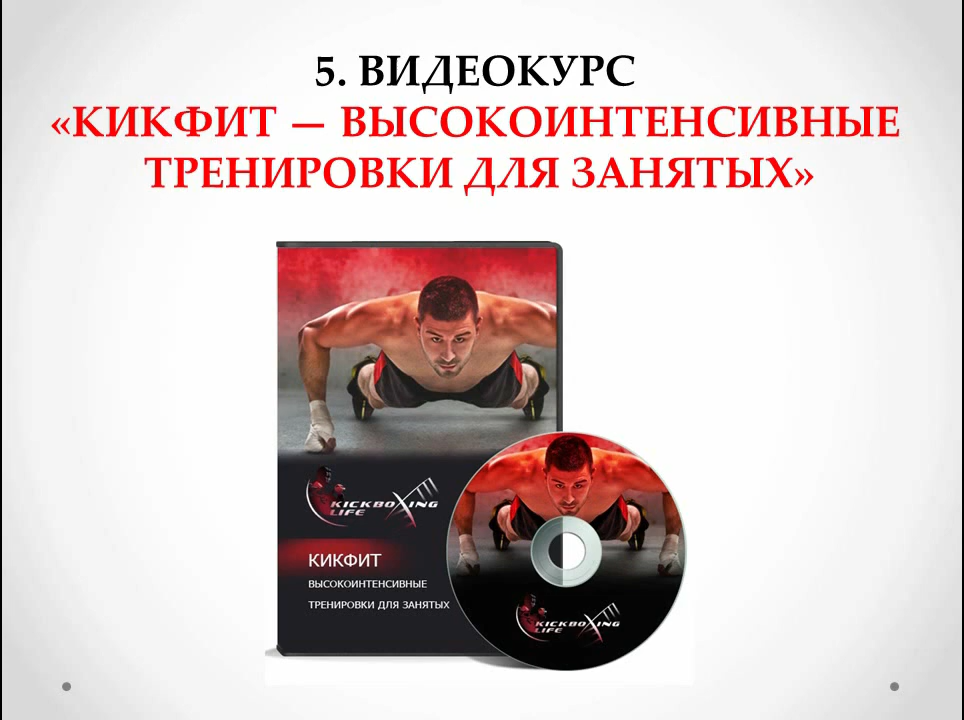 5. ВИДЕОКУРС
«КИКФИТ — ВЫСОКОИНТЕНСИВНЫЕ
ТРЕНИРОВКИ ДЛЯ ЗАНЯТЫХ»
KICKBOXING
LIFE
КИКФИТ
ВЫСОКОИНТЕНСИВНЫЕ
ТРЕНИРОВКИ ДЛЯ ЗАНЯТЫХ
KICKBOXING
LIFE